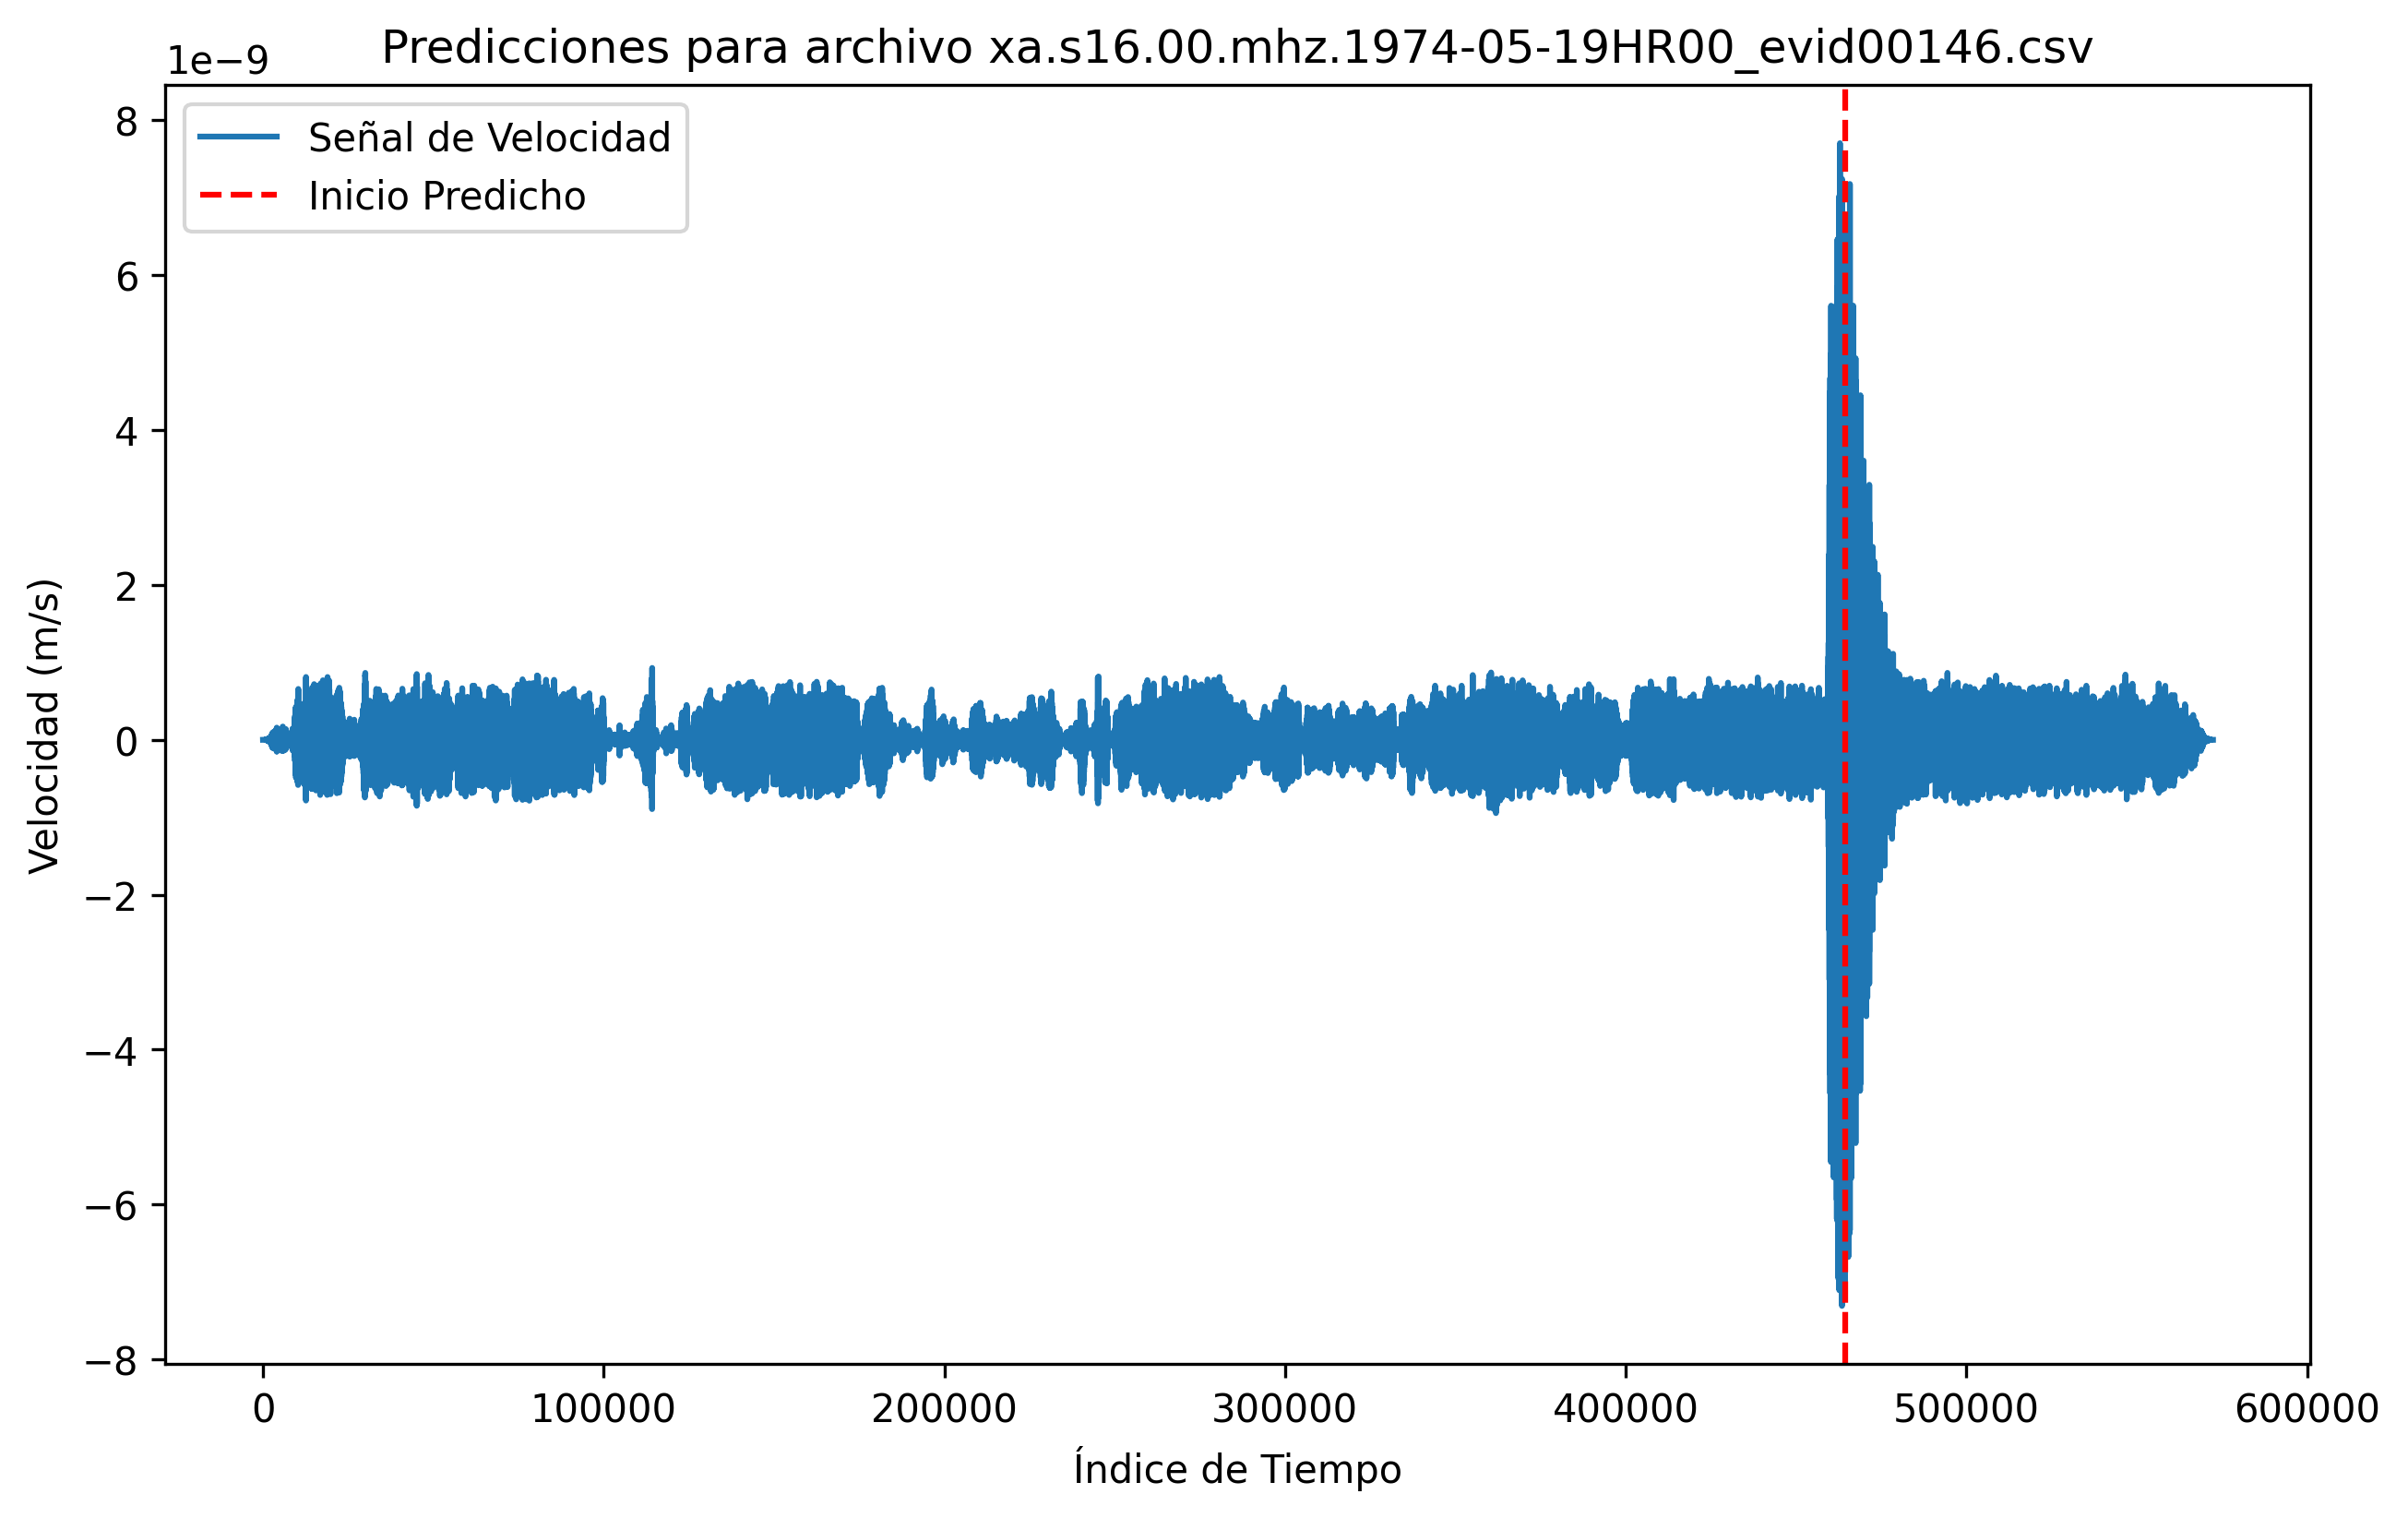 Predicciones para archivo xa.s16.00.mhz.1974-05-19HR00_evid00146.csv
1e−9
Señal de Velocidad
Inicio Predicho
8
6
4
2
0
−2
−4
−6
−8
Velocidad (m/s)
0 100000 200000 300000 400000 500000 600000
Índice de Tiempo